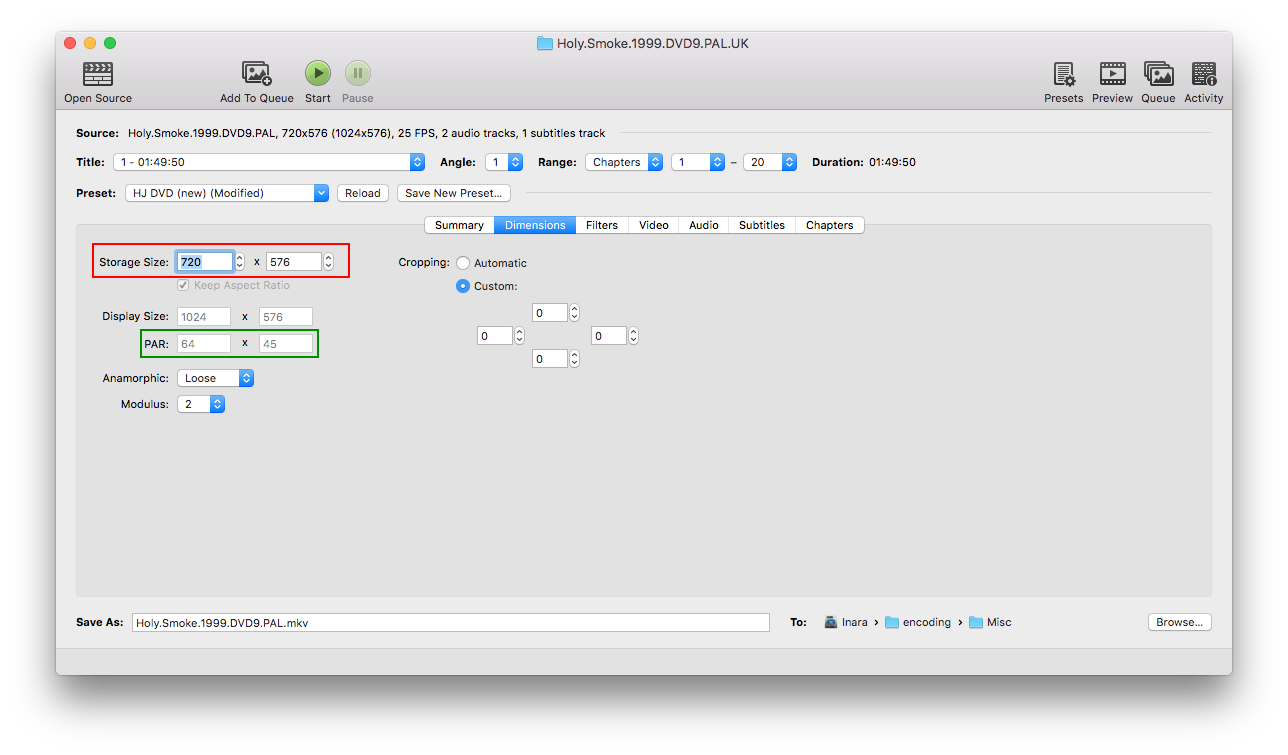 Holy.Smoke.1999.DVD9.PAL.UK
Open Source Add To Queue Start Pause Presets Preview Queue Activity
Source: Holy.Smoke.1999.DVD9.PAL, 720x576 (1024x576), 25 FPS, 2 audio tracks, 1 subtitles track
Title: 1 - 01:49:50 Angle: 1 Range: Chapters 1 – 20 Duration: 01:49:50
Preset: HJ DVD (new) (Modified) Reload Save New Preset...
Summary Dimensions Filters Video Audio Subtitles Chapters
Storage Size: 720 x 576 Cropping: Automatic
Keep Aspect Ratio Custom:
Display Size: 1024 x 576 0
PAR: 64 x 45 0 0
0
Anamorphic: Loose
Modulus: 2
Save As: Holy.Smoke.1999.DVD9.PAL.mkv To: Inara › encoding › Misc Browse...